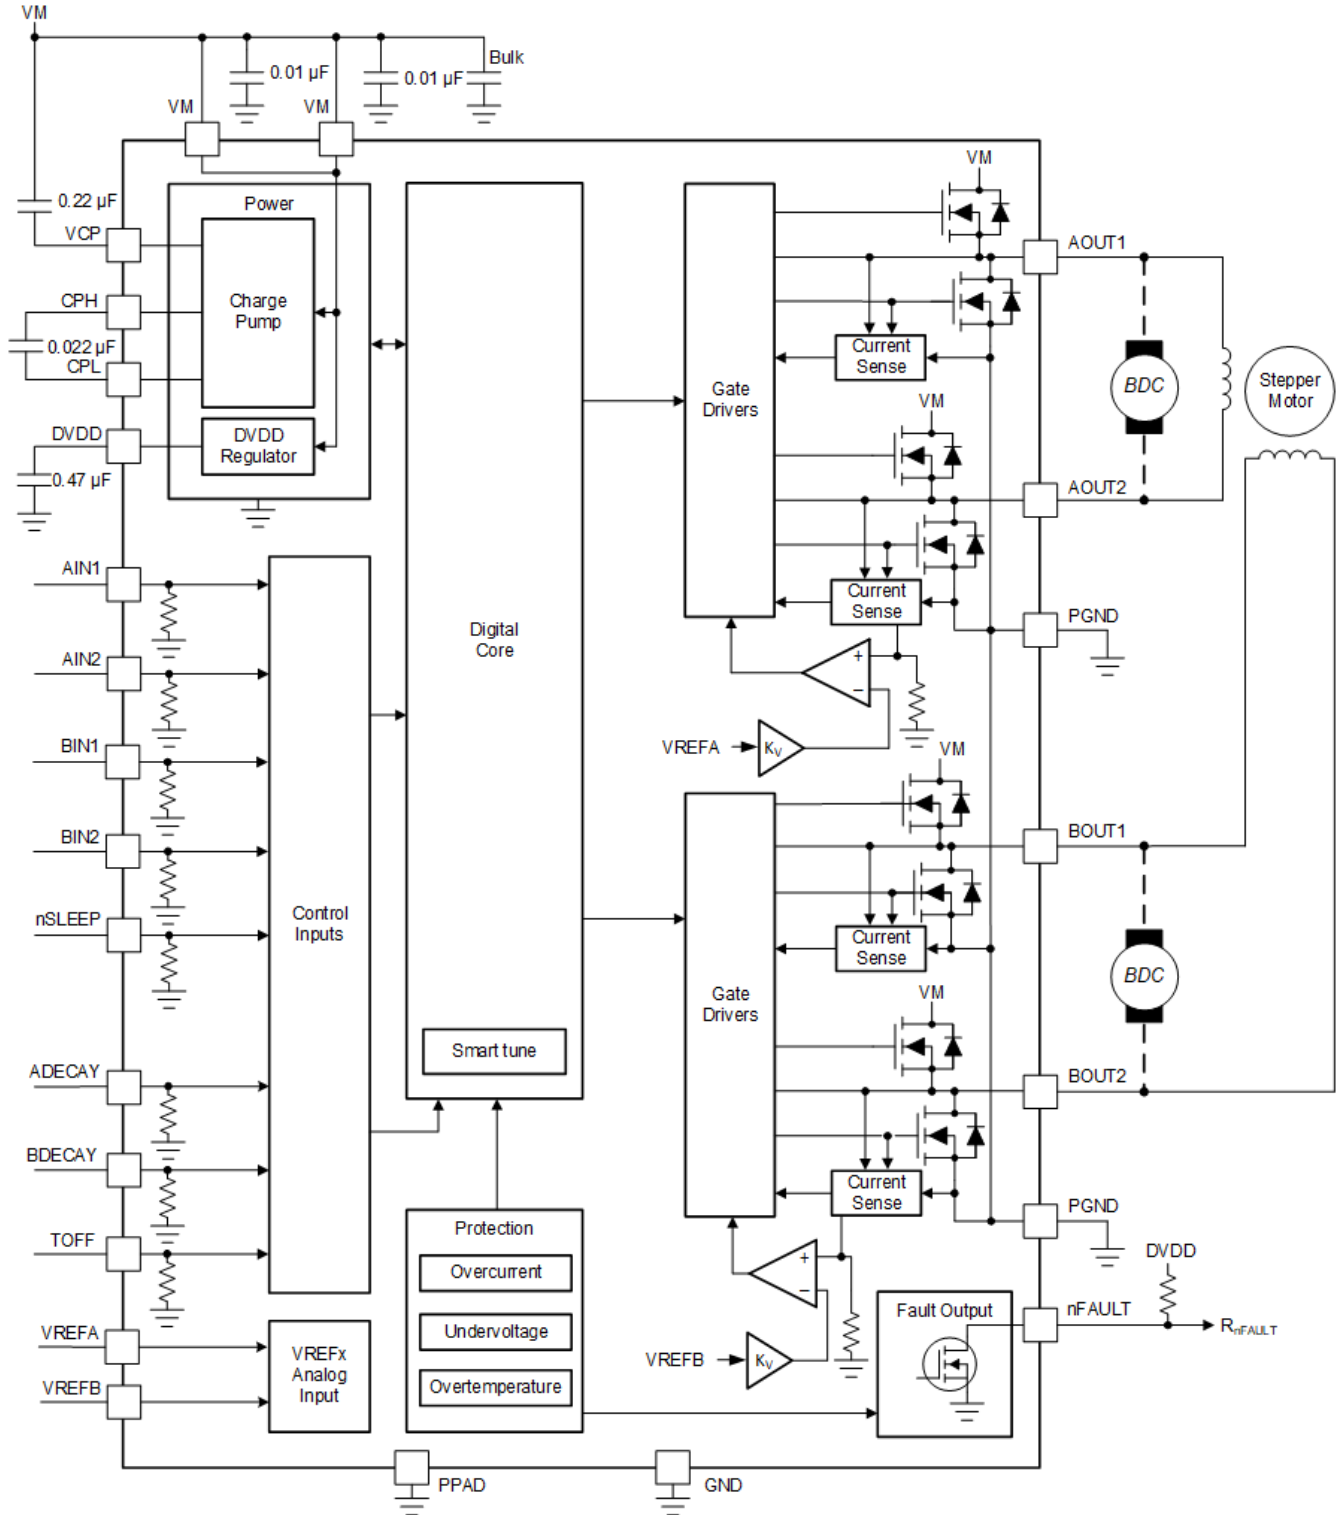 VM
0.01 µF
0.01 µF
Bulk
VM
VM
VM
0.22 µF
Power
VCP
AOUT1
CPH
Charge
Pump
0.022 µF
CPL
Current
Sense
Gate
Drivers
BDC
Stepper
Motor
VM
DVDD
DVDD
Regulator
0.47 µF
AOUT2
AIN1
Current
Sense
PGND
Digital
Core
AIN2
+
−
VREFA
KV
BIN1
VM
BIN2
BOUT1
nSLEEP
Control
Inputs
Current
Sense
Gate
Drivers
BDC
VM
Smart tune
ADECAY
BOUT2
BDECAY
Current
Sense
PGND
Protection
TOFF
Overcurrent
+
−
DVDD
Fault Output
nFAULT
RnFAULT
VREFA
VREFx
Analog
Input
Undervoltage
VREFB
KV
VREFB
Overtemperature
PPAD
GND